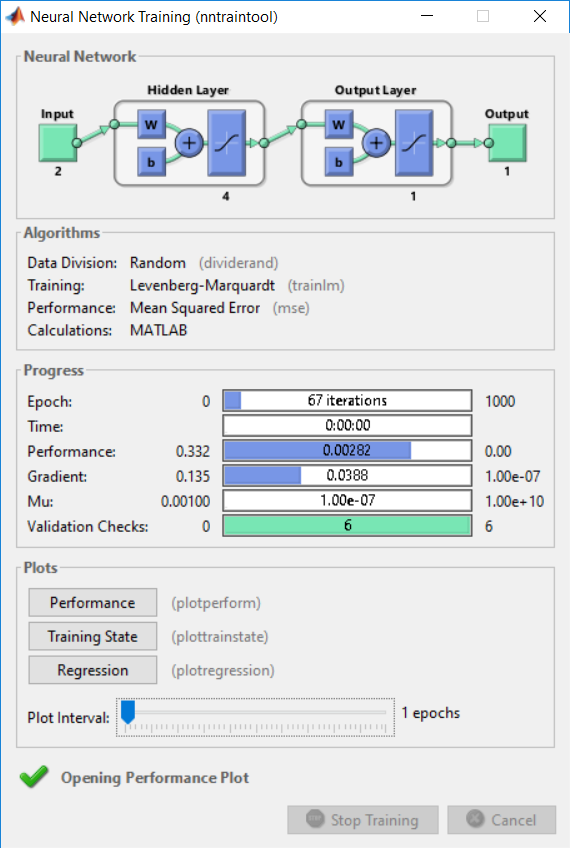 Neural Network Training (nntraintool)
Neural Network
Hidden Layer Output Layer
Input Output
W W
b b
+ +
2 4 1 1
Algorithms
Data Division: Random (dividerand)
Training: Levenberg-Marquardt (trainlm)
Performance: Mean Squared Error (mse)
Calculations: MATLAB
Progress
Epoch: 0 67 iterations 1000
Time: 0:00:00
Performance: 0.332 0.00282 0.00
Gradient: 0.135 0.0388 1.00e-07
Mu: 0.00100 1.00e-07 1.00e+10
Validation Checks: 0 6 6
Plots
Performance (plotperform)
Training State (plottrainstate)
Regression (plotregression)
Plot Interval: 1 epochs
Opening Performance Plot
Stop Training Cancel